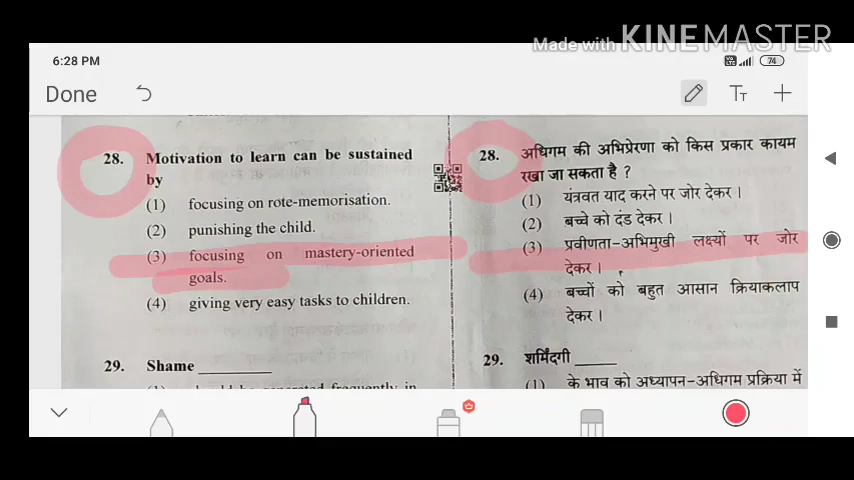 Made with KINEMASTER
6:28 PM
74
Done
28. Motivation to learn can be sustained
by
(1) focusing on rote-memorisation.
(2) punishing the child.
(3) focusing on mastery-oriented
goals.
(4) giving very easy tasks to children.
29. Shame ________
28. अधिगम की अभिप्रेरणा को किस प्रकार कायम
रखा जा सकता है ?
(1) यंत्रवत याद करने पर जोर देकर ।
(2) बच्चे को दंड देकर ।
(3) प्रवीणता-अभिमुखी लक्ष्यों पर जोर
देकर ।
(4) बच्चों को बहुत आसान क्रियाकलाप
देकर ।
29. शर्मिंदगी _____
(1) के भाव को अध्यापन-अधिगम प्रक्रिया में